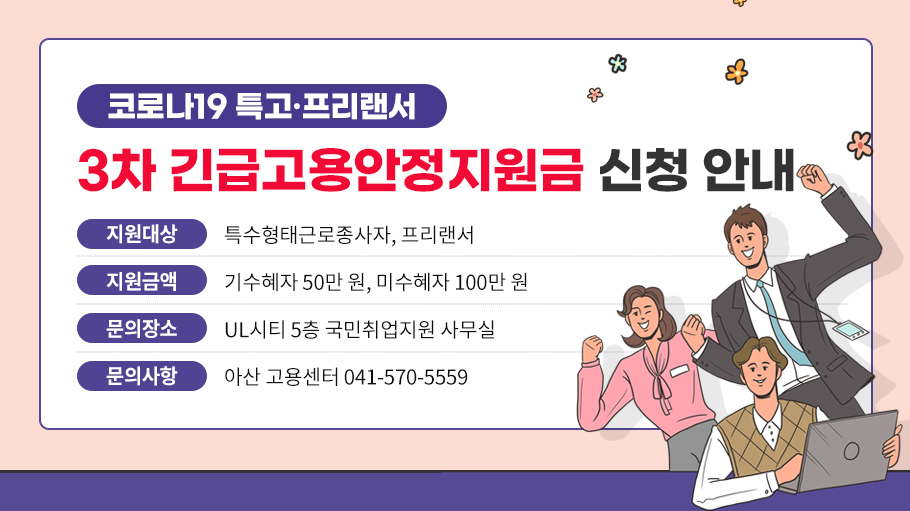 코로나19 특고·프리랜서
3차 긴급고용안정지원금 신청 안내
지원대상 특수형태근로종사자, 프리랜서
지원금액 기수혜자 50만 원, 미수혜자 100만 원
문의장소 UL시티 5층 국민취업지원 사무실
문의사항 아산 고용센터 041-570-5559